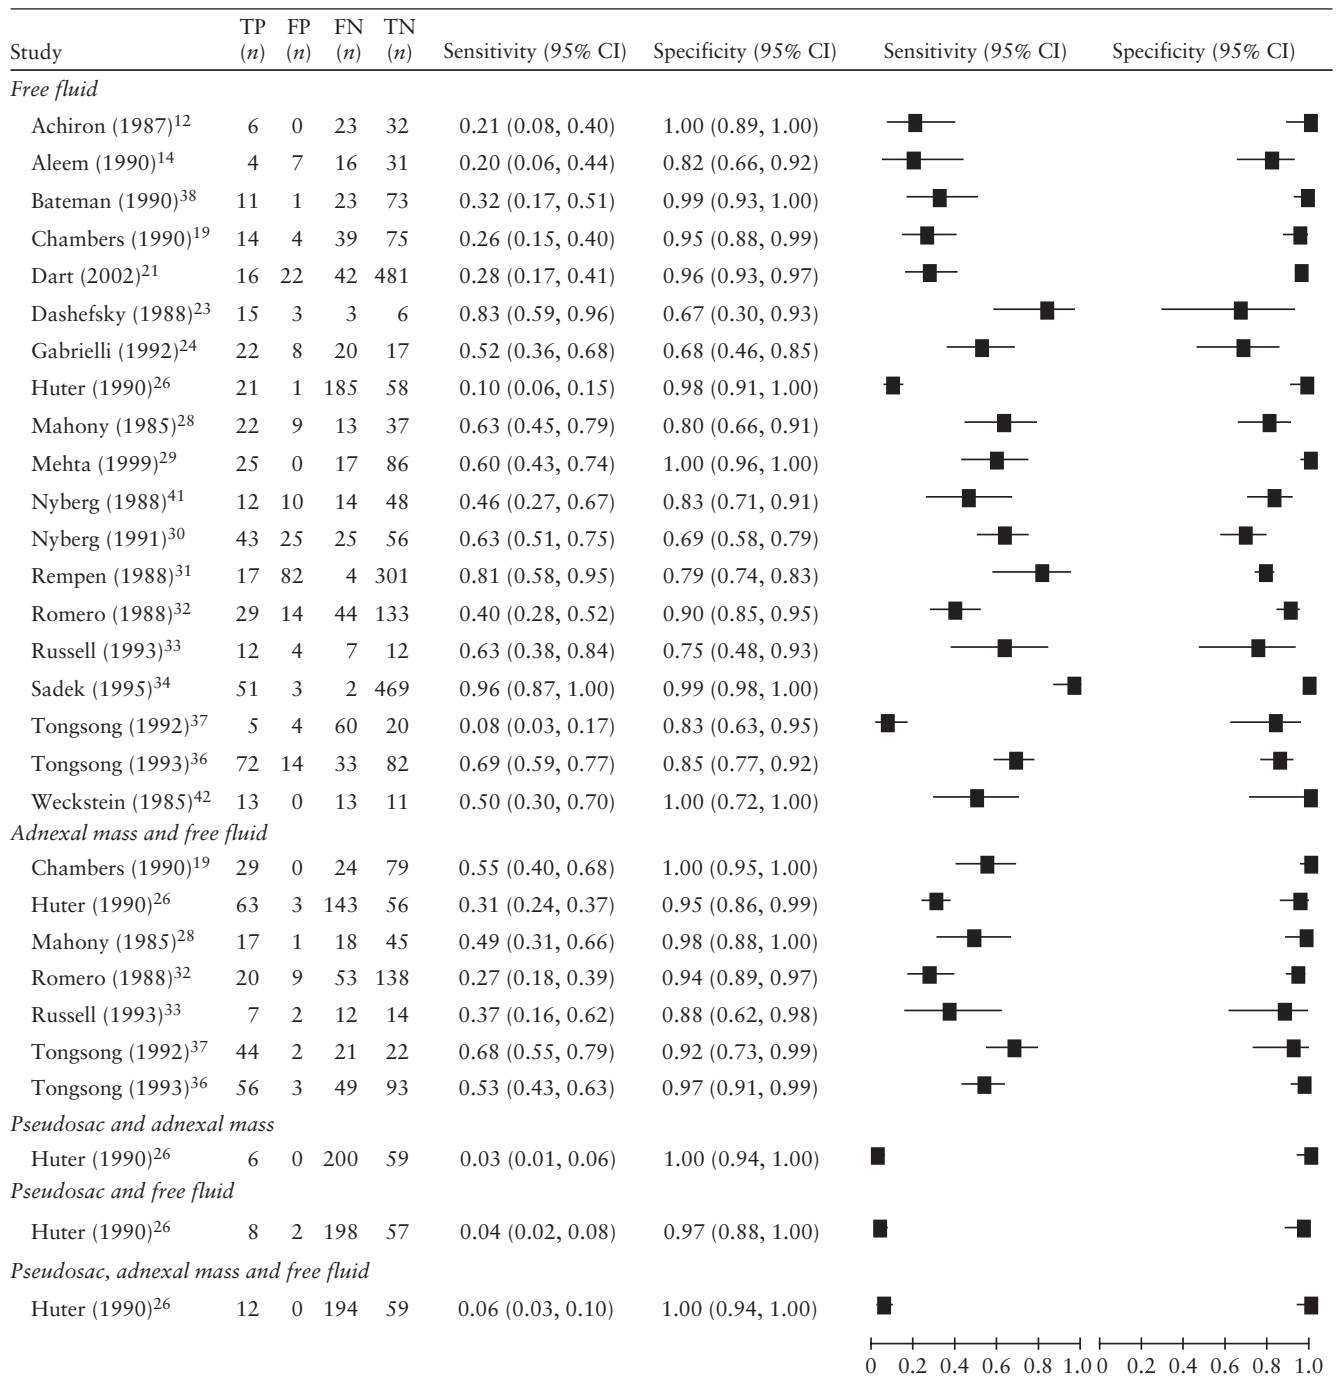 TP FP FN TN
Study (n) (n) (n) (n) Sensitivity (95% CI) Specificity (95% CI) Sensitivity (95% CI) Specificity (95% CI)
Free fluid
Achiron (1987)12 6 0 23 32 0.21 (0.08, 0.40) 1.00 (0.89, 1.00)
Aleem (1990)14 4 7 16 31 0.20 (0.06, 0.44) 0.82 (0.66, 0.92)
Bateman (1990)38 11 1 23 73 0.32 (0.17, 0.51) 0.99 (0.93, 1.00)
Chambers (1990)19 14 4 39 75 0.26 (0.15, 0.40) 0.95 (0.88, 0.99)
Dart (2002)21 16 22 42 481 0.28 (0.17, 0.41) 0.96 (0.93, 0.97)
Dashefsky (1988)23 15 3 3 6 0.83 (0.59, 0.96) 0.67 (0.30, 0.93)
Gabrielli (1992)24 22 8 20 17 0.52 (0.36, 0.68) 0.68 (0.46, 0.85)
Huter (1990)26 21 1 185 58 0.10 (0.06, 0.15) 0.98 (0.91, 1.00)
Mahony (1985)28 22 9 13 37 0.63 (0.45, 0.79) 0.80 (0.66, 0.91)
Mehta (1999)29 25 0 17 86 0.60 (0.43, 0.74) 1.00 (0.96, 1.00)
Nyberg (1988)41 12 10 14 48 0.46 (0.27, 0.67) 0.83 (0.71, 0.91)
Nyberg (1991)30 43 25 25 56 0.63 (0.51, 0.75) 0.69 (0.58, 0.79)
Rempen (1988)31 17 82 4 301 0.81 (0.58, 0.95) 0.79 (0.74, 0.83)
Romero (1988)32 29 14 44 133 0.40 (0.28, 0.52) 0.90 (0.85, 0.95)
Russell (1993)33 12 4 7 12 0.63 (0.38, 0.84) 0.75 (0.48, 0.93)
Sadek (1995)34 51 3 2 469 0.96 (0.87, 1.00) 0.99 (0.98, 1.00)
Tongsong (1992)37 5 4 60 20 0.08 (0.03, 0.17) 0.83 (0.63, 0.95)
Tongsong (1993)36 72 14 33 82 0.69 (0.59, 0.77) 0.85 (0.77, 0.92)
Weckstein (1985)42 13 0 13 11 0.50 (0.30, 0.70) 1.00 (0.72, 1.00)
Adnexal mass and free fluid
Chambers (1990)19 29 0 24 79 0.55 (0.40, 0.68) 1.00 (0.95, 1.00)
Huter (1990)26 63 3 143 56 0.31 (0.24, 0.37) 0.95 (0.86, 0.99)
Mahony (1985)28 17 1 18 45 0.49 (0.31, 0.66) 0.98 (0.88, 1.00)
Romero (1988)32 20 9 53 138 0.27 (0.18, 0.39) 0.94 (0.89, 0.97)
Russell (1993)33 7 2 12 14 0.37 (0.16, 0.62) 0.88 (0.62, 0.98)
Tongsong (1992)37 44 2 21 22 0.68 (0.55, 0.79) 0.92 (0.73, 0.99)
Tongsong (1993)36 56 3 49 93 0.53 (0.43, 0.63) 0.97 (0.91, 0.99)
Pseudosac and adnexal mass
Huter (1990)26 6 0 200 59 0.03 (0.01, 0.06) 1.00 (0.94, 1.00)
Pseudosac and free fluid
Huter (1990)26 8 2 198 57 0.04 (0.02, 0.08) 0.97 (0.88, 1.00)
Pseudosac, adnexal mass and free fluid
Huter (1990)26 12 0 194 59 0.06 (0.03, 0.10) 1.00 (0.94, 1.00)
0 0.2 0.4 0.6 0.8 1.0 0 0.2 0.4 0.6 0.8 1.0